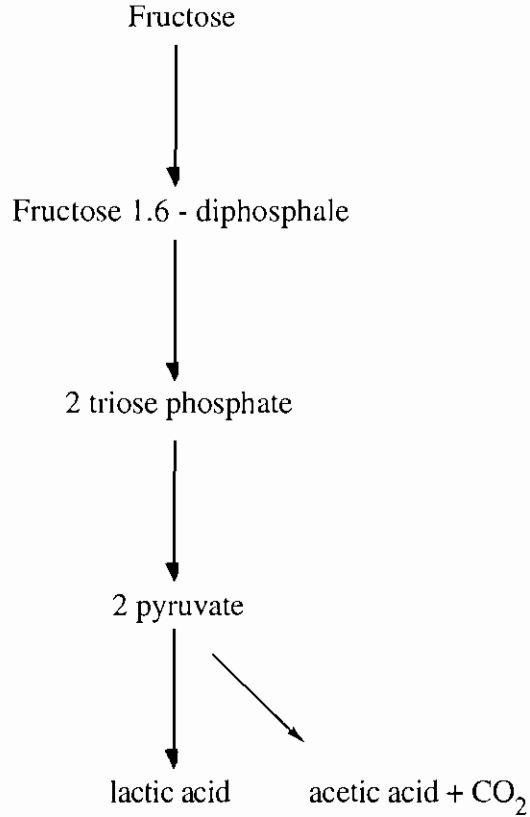 Fructose
Fructose 1.6 - diphosphale
2 triose phosphate
2 pyruvate
lactic acid acetic acid + CO₂